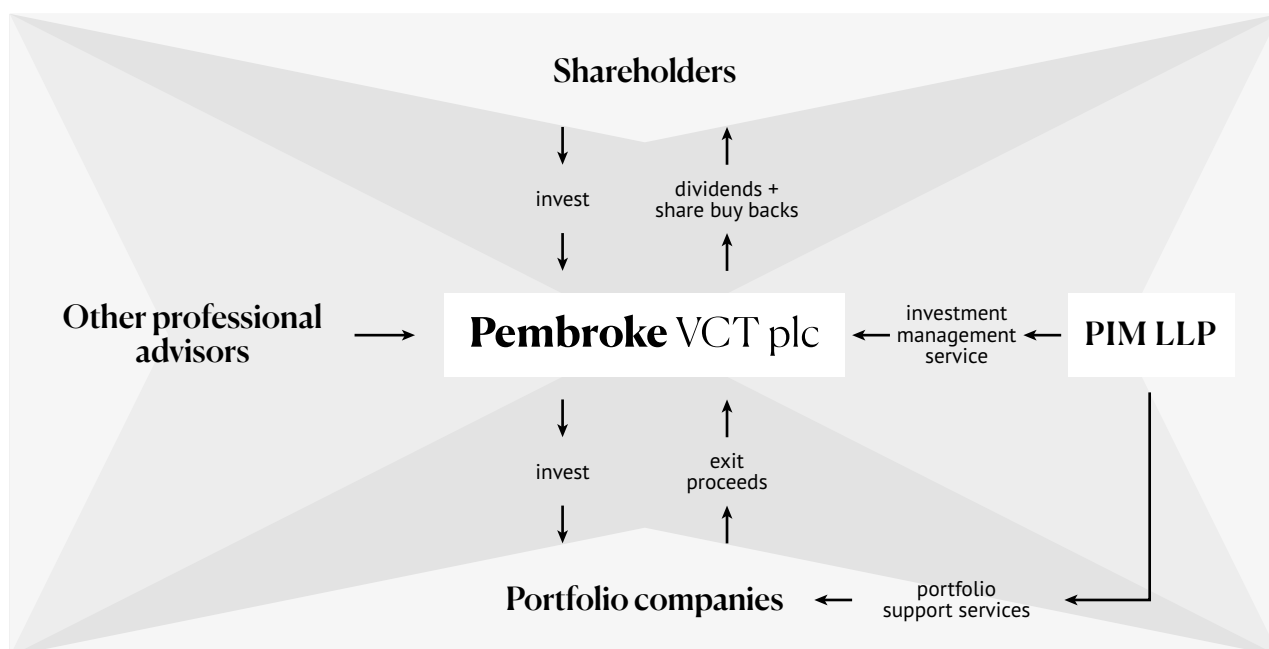 Shareholders
invest
dividends +
share buy backs
Other professional
advisors
Pembroke VCT plc
investment
management
service
PIM LLP
invest
exit
proceeds
Portfolio companies
portfolio
support services